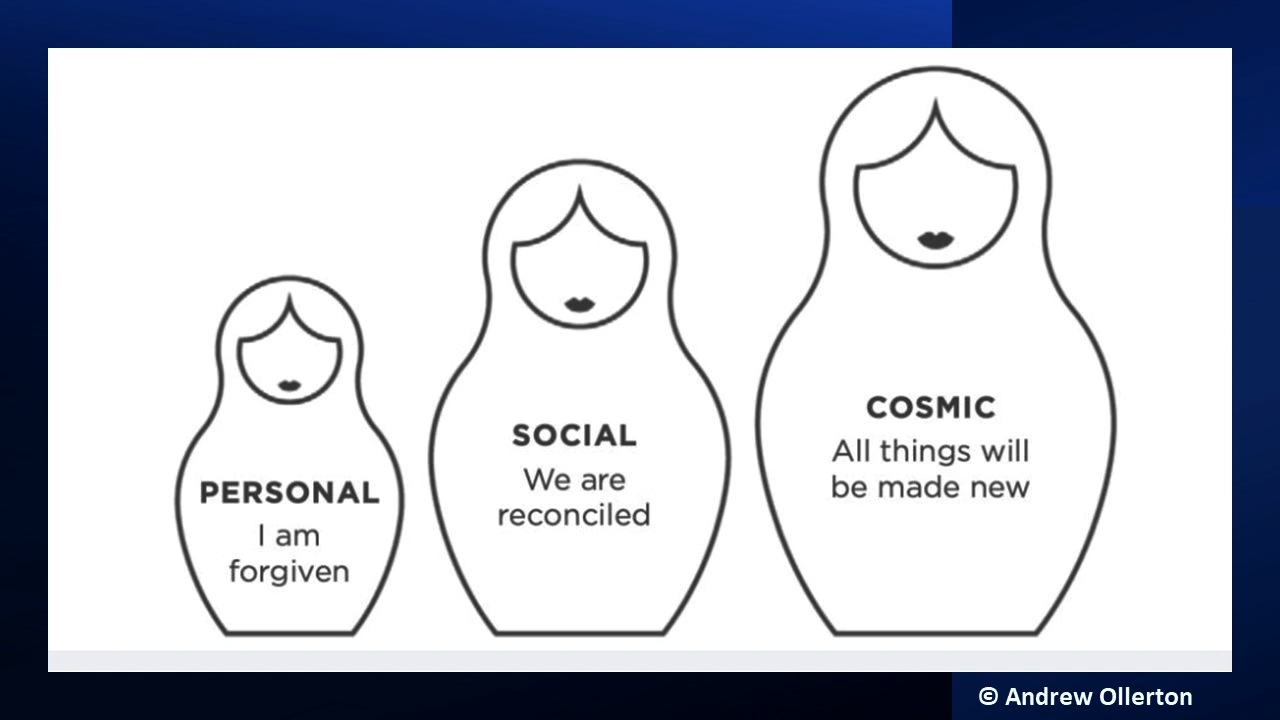 PERSONAL
I am
forgiven
SOCIAL
We are
reconciled
COSMIC
All things will
be made new
© Andrew Ollerton